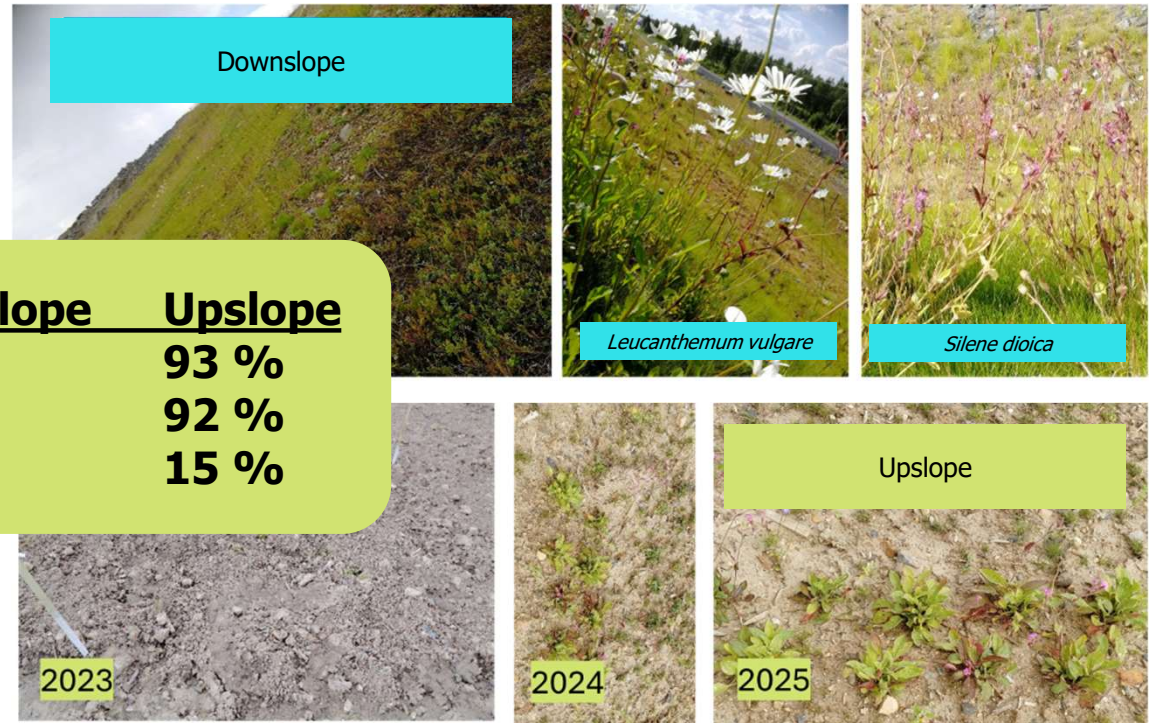 Downslope
Leucanthemum vulgare
Silene dioica
lope Upslope
93 %
92 %
15 %
Upslope
2023
2024
2025